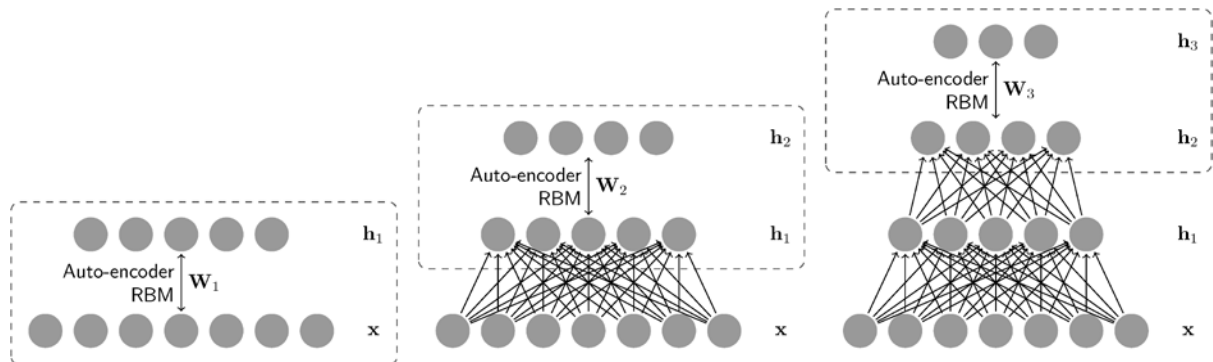 h₁
Auto-encoder
RBM
W₁
x
h₂
Auto-encoder
RBM
W₂
h₁
x
h₃
Auto-encoder
RBM
W₃
h₂
h₁
x